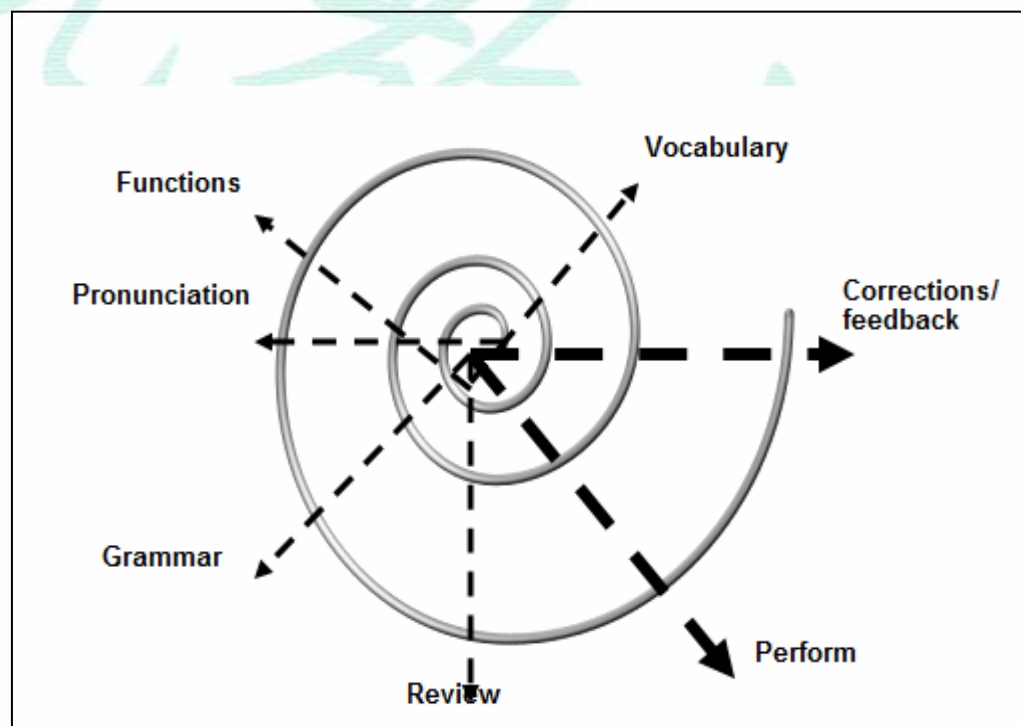 Vocabulary
Functions
Pronunciation
Corrections/
feedback
Grammar
Perform
Review